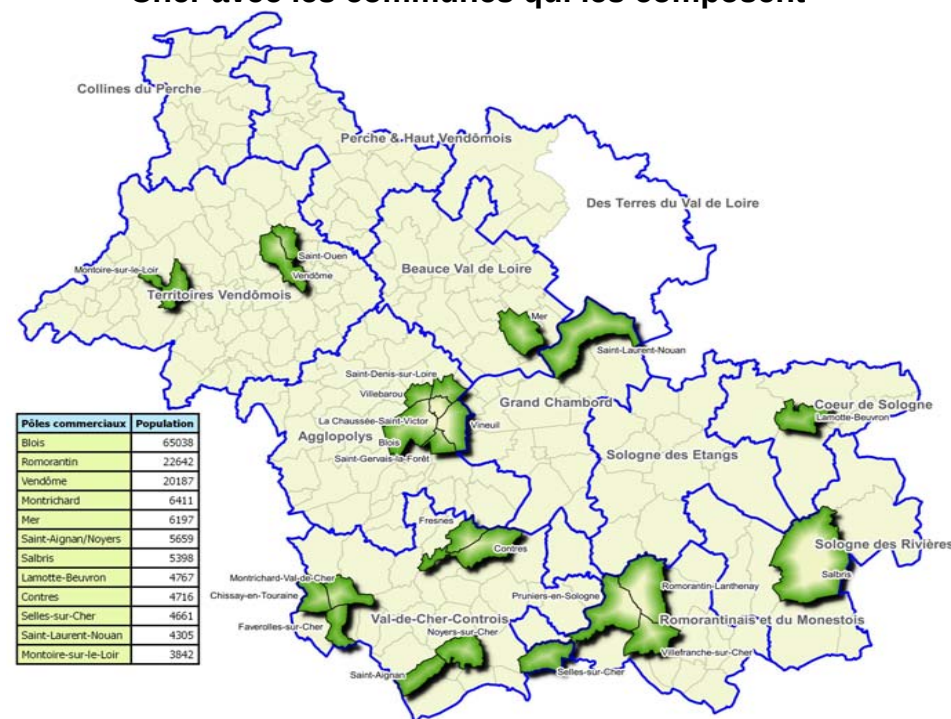 Cher avec les communes qui les composent
Collines du Perche
Perche & Haut Vendômois
Des Terres du Val de Loire
Saint-Ouen
Montoire-sur-le-Loir
Vendôme
Beauce Val de Loire
Territoires Vendômois
Mer
Saint-Laurent-Nouan
Saint-Denis-sur-Loire
Villebarou
Grand Chambord
Coeur de Sologne
Lamotte-Beuvron
La Chaussée-Saint-Victor
Vineuil
Agglopolys
Blois
Saint-Gervais-la-Forêt
Sologne des Etangs
Pôles commerciaux Population
Blois 65038
Romorantin 22642
Vendôme 20187
Montrichard 6411
Mer 6197
Saint-Aignan/Noyers 5659
Salbris 5398
Lamotte-Beuvron 4767
Contres 4716
Selles-sur-Cher 4661
Saint-Laurent-Nouan 4305
Montoire-sur-le-Loir 3842
Fresnes
Contres
Sologne des Rivières
Salbris
Montrichard-Val-de-Cher
Chissay-en-Touraine
Pruniers-en-Sologne
Romorantin-Lanthenay
Faverolles-sur-Cher
Val-de-Cher-Controis
Romorantinais et du Monestois
Noyers-sur-Cher
Villefranche-sur-Cher
Saint-Aignan
Selles-sur-Cher